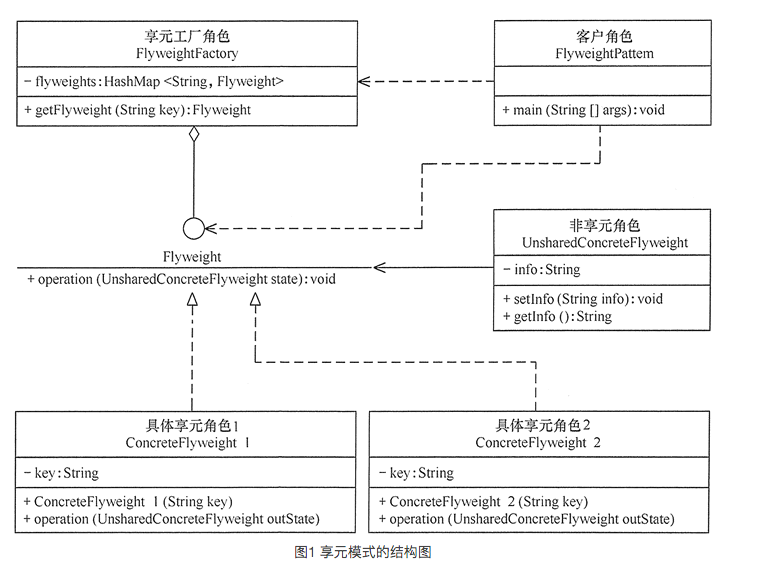 享元工厂角色
FlyweightFactory
- flyweights:HashMap <String, Flyweight>
+ getFlyweight (String key):Flyweight
客户角色
FlyweightPattem
+ main (String [] args):void
Flyweight
+ operation (UnsharedConcreteFlyweight state):void
非享元角色
UnsharedConcreteFlyweight
- info:String
+ setInfo (String info):void
+ getInfo ():String
具体享元角色1
ConcreteFlyweight 1
- key:String
+ ConcreteFlyweight 1 (String key)
+ operation (UnsharedConcreteFlyweight outState)
具体享元角色2
ConcreteFlyweight 2
- key:String
+ ConcreteFlyweight 2 (String key)
+ operation (UnsharedConcreteFlyweight outState)
图1 享元模式的结构图